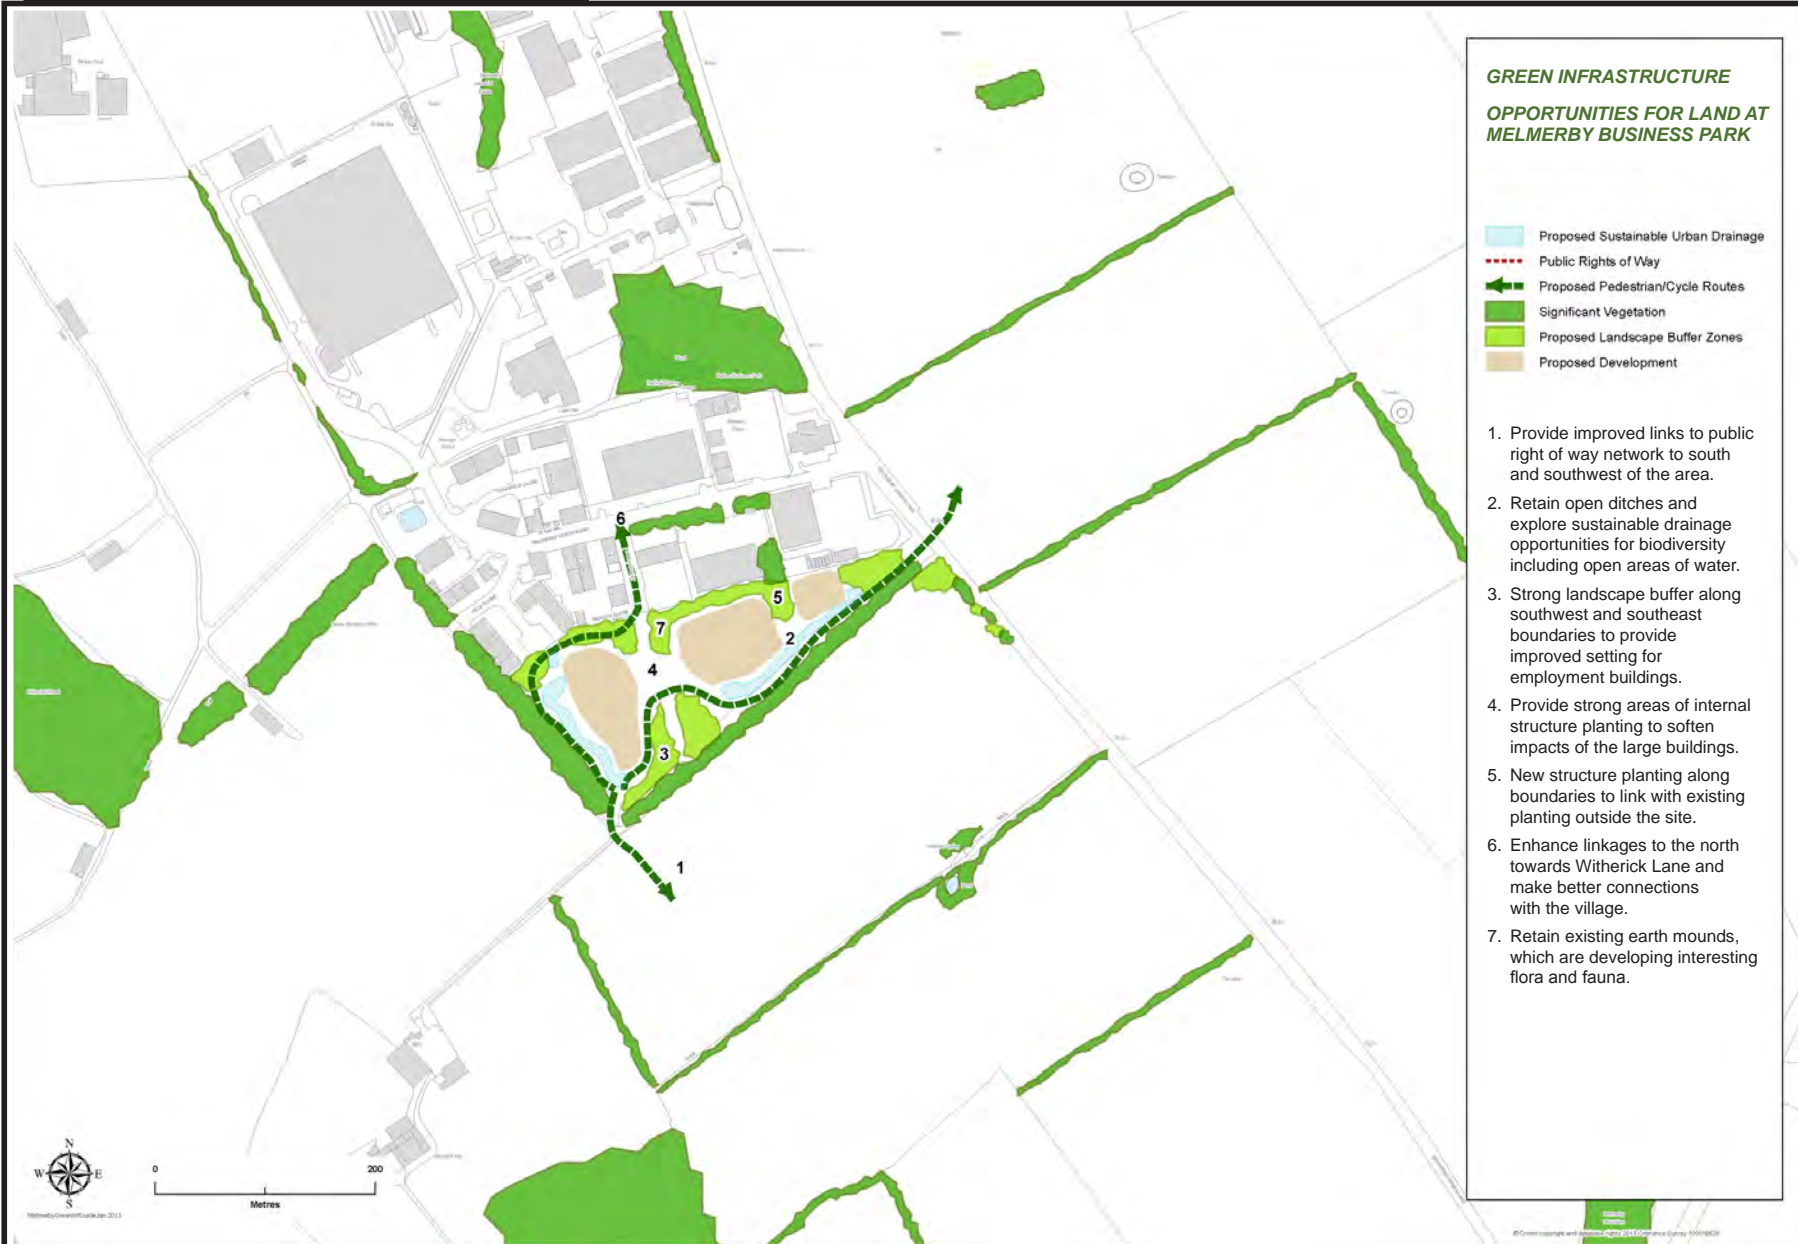 GREEN INFRASTRUCTURE
OPPORTUNITIES FOR LAND AT
MELMERBY BUSINESS PARK
Proposed Sustainable Urban Drainage
Public Rights of Way
Proposed Pedestrian/Cycle Routes
Significant Vegetation
Proposed Landscape Buffer Zones
Proposed Development
1. Provide improved links to public
right of way network to south
and southwest of the area.
2. Retain open ditches and
explore sustainable drainage
opportunities for biodiversity
including open areas of water.
3. Strong landscape buffer along
southwest and southeast
boundaries to provide
improved setting for
employment buildings.
4. Provide strong areas of internal
structure planting to soften
impacts of the large buildings.
5. New structure planting along
boundaries to link with existing
planting outside the site.
6. Enhance linkages to the north
towards Witherick Lane and
make better connections
with the village.
7. Retain existing earth mounds,
which are developing interesting
flora and fauna.
6
5
7
2
4
3
1
N
W E
S
0 200
Metres